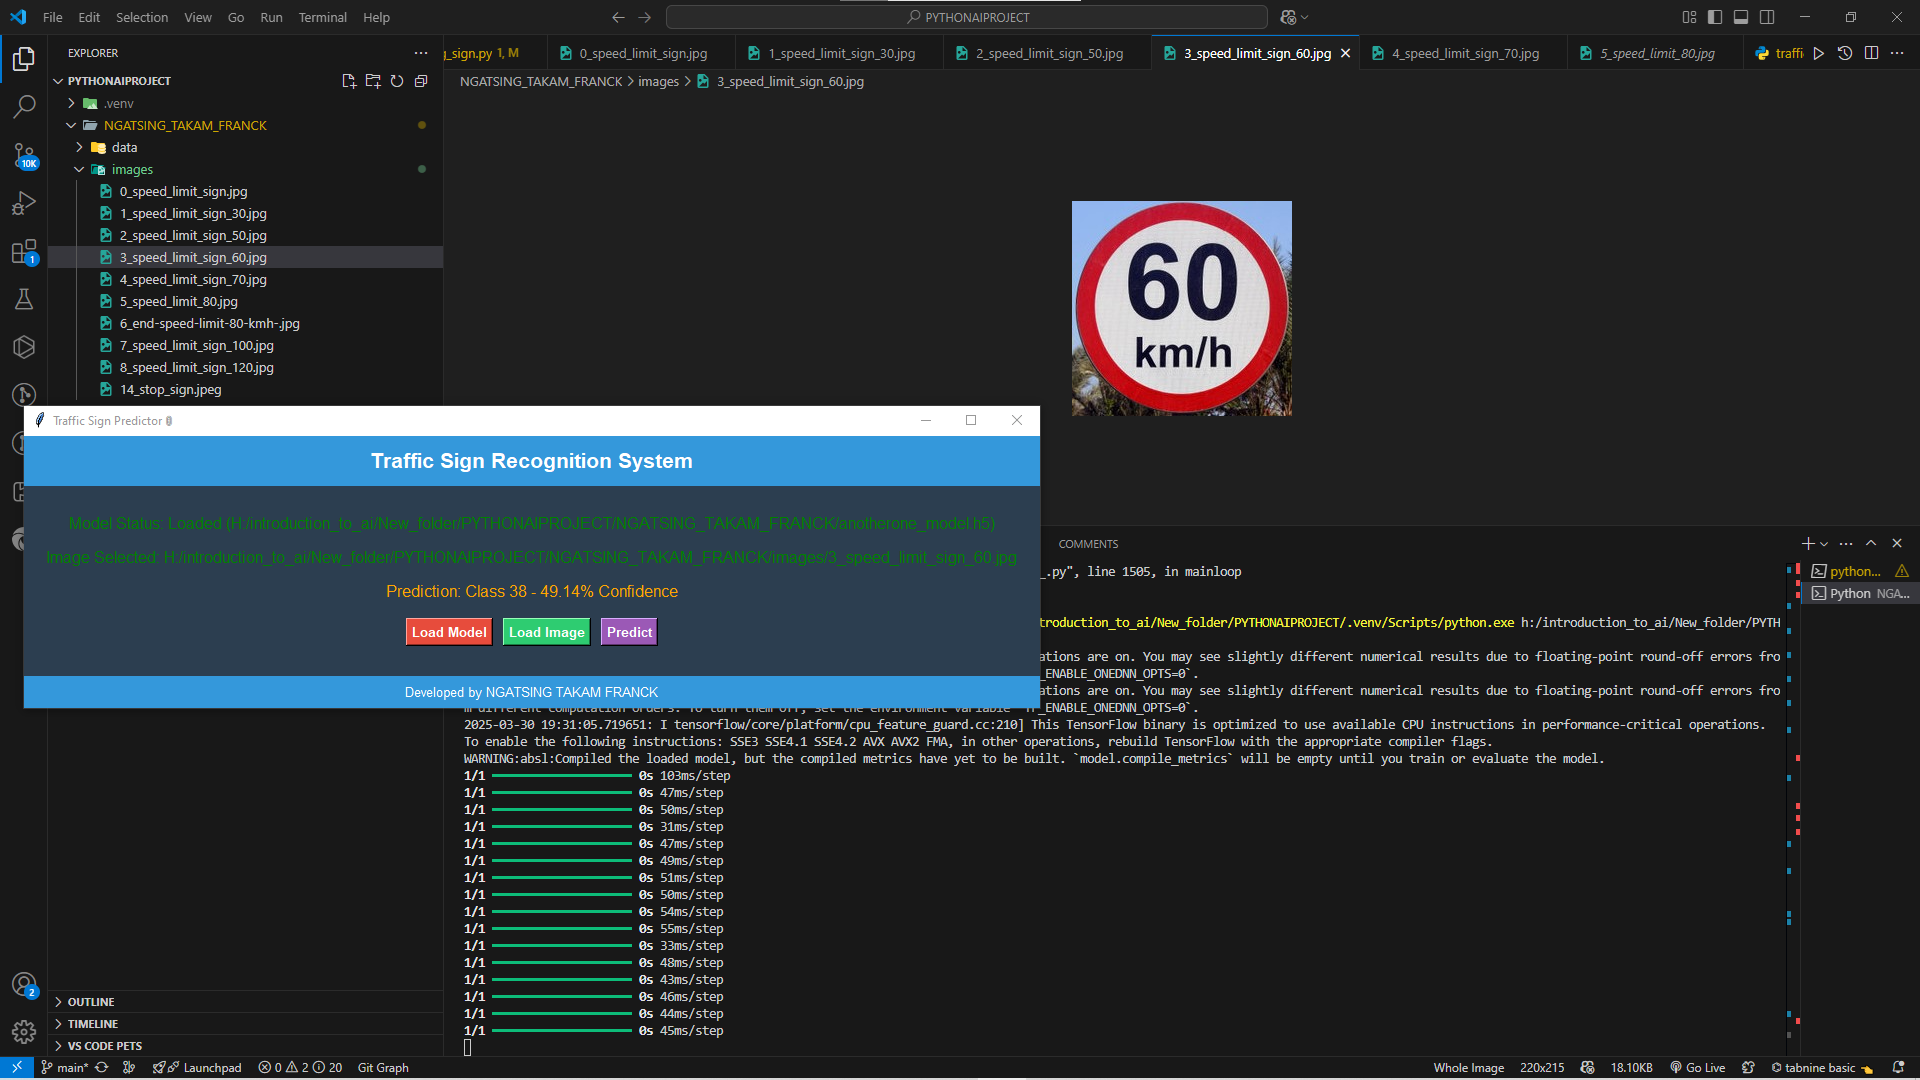 File Edit Selection View Go Run Terminal Help
PYTHONAIPROJECT
EXPLORER
PYTHONAIPROJECT
.venv
NGATSING_TAKAM_FRANCK
data
images
0_speed_limit_sign.jpg
1_speed_limit_sign_30.jpg
2_speed_limit_sign_50.jpg
3_speed_limit_sign_60.jpg
4_speed_limit_sign_70.jpg
5_speed_limit_80.jpg
6_end-speed-limit-80-kmh-.jpg
7_speed_limit_sign_100.jpg
8_speed_limit_sign_120.jpg
14_stop_sign.jpeg
10K
1
g_sign.py 1, M
0_speed_limit_sign.jpg
1_speed_limit_sign_30.jpg
2_speed_limit_sign_50.jpg
3_speed_limit_sign_60.jpg
4_speed_limit_sign_70.jpg
5_speed_limit_80.jpg
traffi
NGATSING_TAKAM_FRANCK > images > 3_speed_limit_sign_60.jpg
60
km/h
Traffic Sign Predictor
Traffic Sign Recognition System
Model Status: Loaded (H:/introduction_to_ai/New_folder/PYTHONAIPROJECT/NGATSING_TAKAM_FRANCK/anotherone_model.h5)
Image Selected: H:/introduction_to_ai/New_folder/PYTHONAIPROJECT/NGATSING_TAKAM_FRANCK/images/3_speed_limit_sign_60.jpg
Prediction: Class 38 - 49.14% Confidence
Load Model Load Image Predict
Developed by NGATSING TAKAM FRANCK
COMMENTS
python...
Python NGA...
_.py", line 1505, in mainloop
troduction_to_ai/New_folder/PYTHONAIPROJECT/.venv/Scripts/python.exe h:/introduction_to_ai/New_folder/PYTH
ations are on. You may see slightly different numerical results due to floating-point round-off errors fro
_ENABLE_ONEDNN_OPTS=0`.
ations are on. You may see slightly different numerical results due to floating-point round-off errors fro
m different computation orders. To turn them off, set the environment variable `TF_ENABLE_ONEDNN_OPTS=0`.
2025-03-30 19:31:05.719651: I tensorflow/core/platform/cpu_feature_guard.cc:210] This TensorFlow binary is optimized to use available CPU instructions in performance-critical operations.
To enable the following instructions: SSE3 SSE4.1 SSE4.2 AVX AVX2 FMA, in other operations, rebuild TensorFlow with the appropriate compiler flags.
WARNING:absl:Compiled the loaded model, but the compiled metrics have yet to be built. `model.compile_metrics` will be empty until you train or evaluate the model.
1/1 0s 103ms/step
1/1 0s 47ms/step
1/1 0s 50ms/step
1/1 0s 31ms/step
1/1 0s 47ms/step
1/1 0s 49ms/step
1/1 0s 51ms/step
1/1 0s 50ms/step
1/1 0s 54ms/step
1/1 0s 55ms/step
1/1 0s 33ms/step
1/1 0s 48ms/step
1/1 0s 43ms/step
1/1 0s 46ms/step
1/1 0s 44ms/step
1/1 0s 45ms/step
2
OUTLINE
TIMELINE
VS CODE PETS
main* Launchpad 0 2 20 Git Graph
Whole Image 220x215 18.10KB Go Live tabnine basic